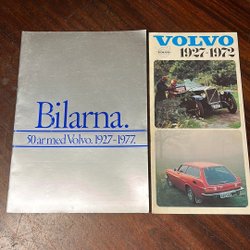 Bilarna.
50 år med Volvo. 1927-1977.
VOLVO
1927-1972